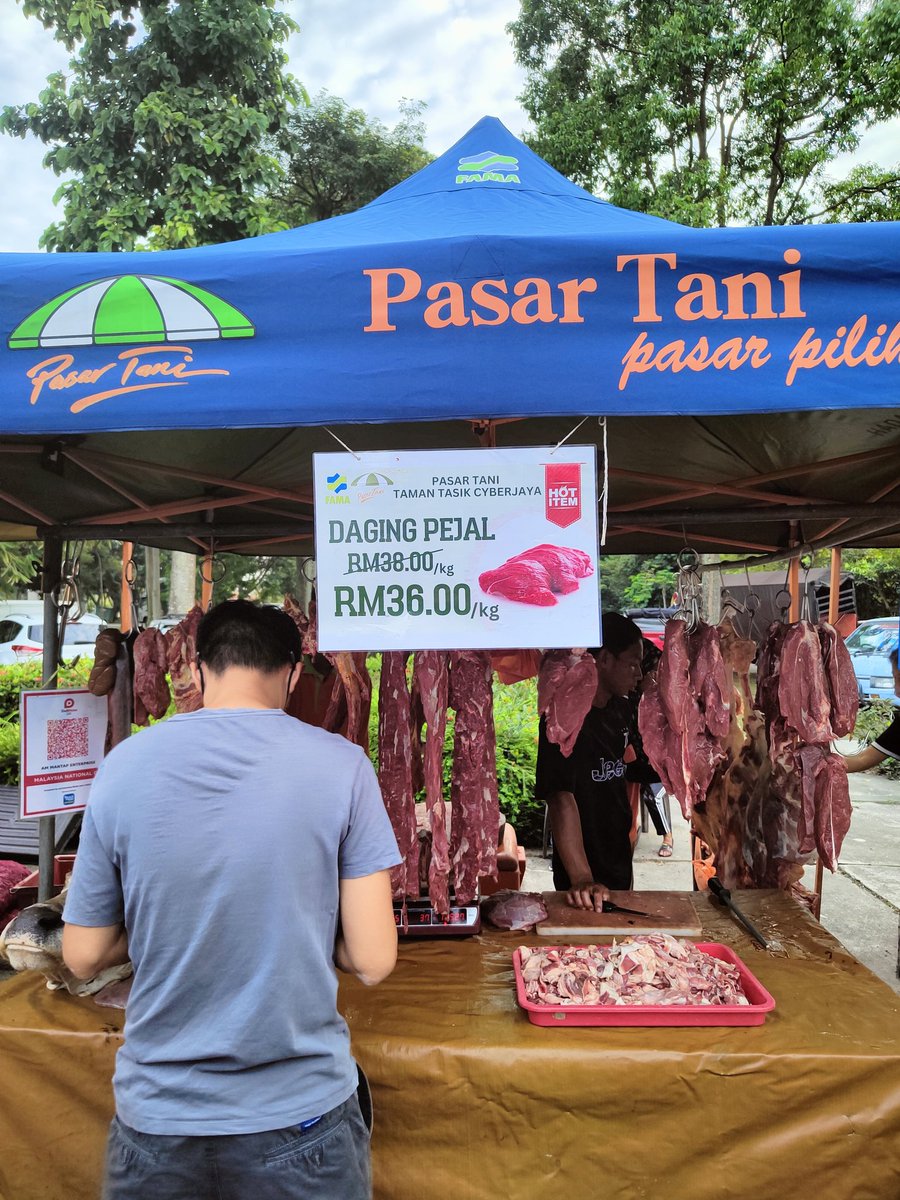 FAMA
Pasar Tani
Pasar Tani
pasar pilih
FAMA
PASAR TANI
TAMAN TASIK CYBERJAYA
HOT
ITEM
DAGING PEJAL
RM38.00/kg
RM36.00/kg
MALAYSIA NATIONAL